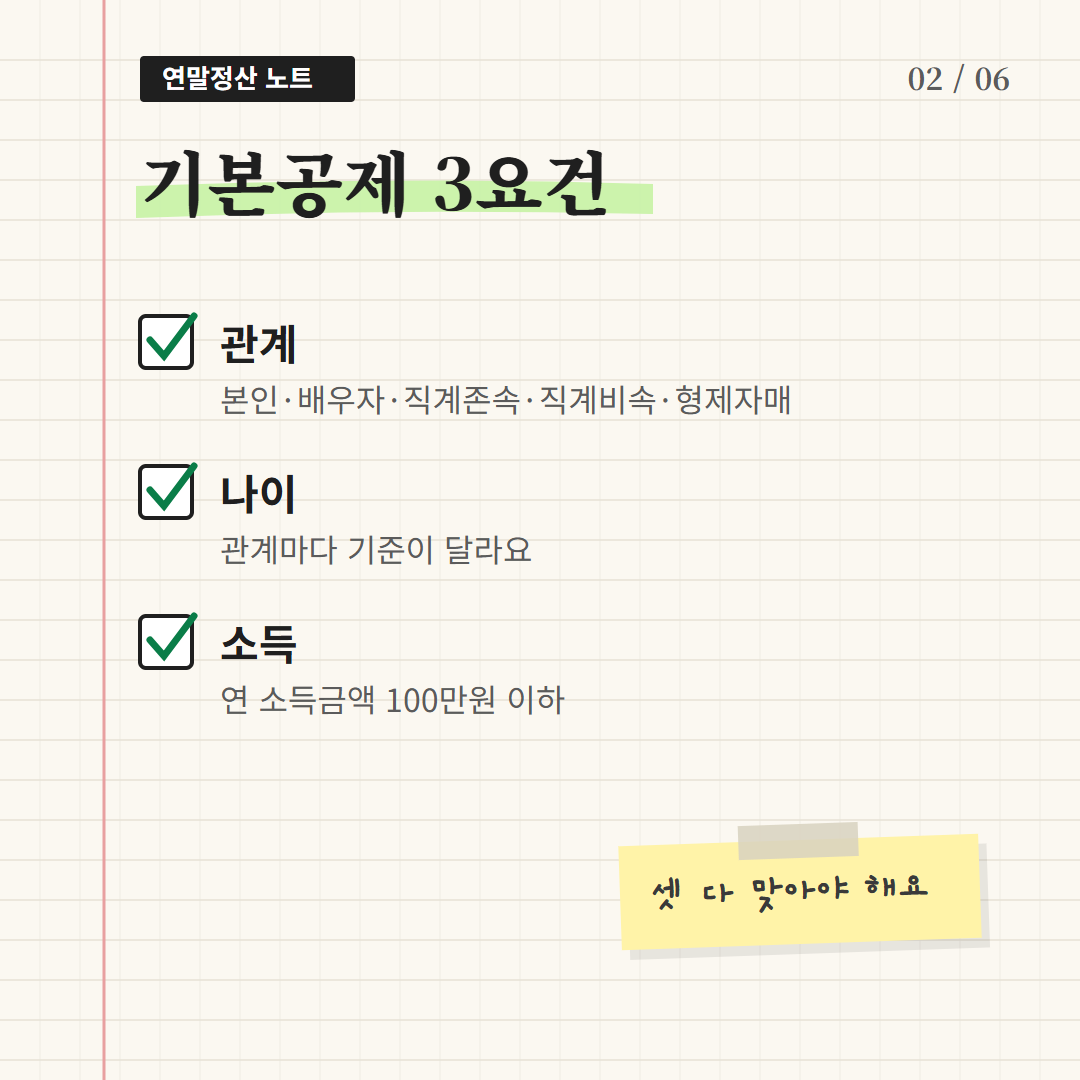 연말정산 노트
02 / 06
기본공제 3요건
관계
본인·배우자·직계존속·직계비속·형제자매
나이
관계마다 기준이 달라요
소득
연 소득금액 100만원 이하
셋 다 맞아야 해요